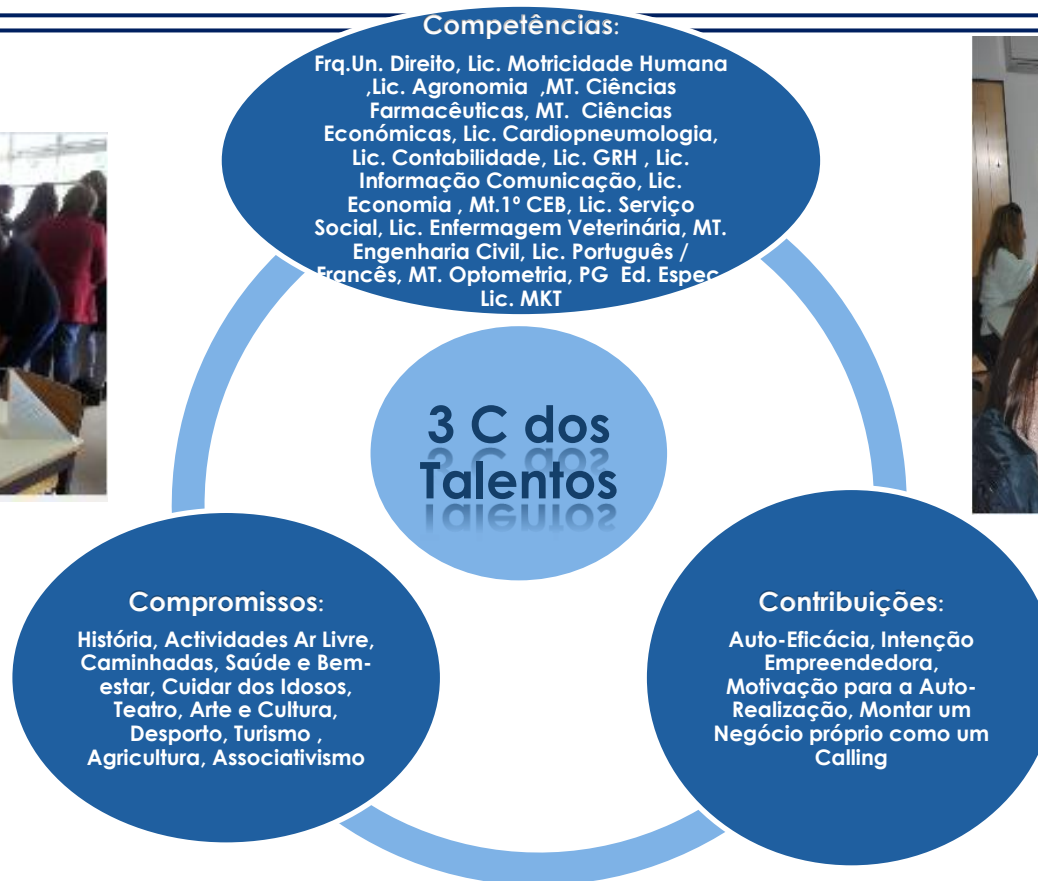 Competências:
Frq.Un. Direito, Lic. Motricidade Humana
,Lic. Agronomia ,MT. Ciências
Farmacêuticas, MT. Ciências
Económicas, Lic. Cardiopneumologia,
Lic. Contabilidade, Lic. GRH , Lic.
Informação Comunicação, Lic.
Economia , Mt.1º CEB, Lic. Serviço
Social, Lic. Enfermagem Veterinária, MT.
Engenharia Civil, Lic. Português /
Francês, MT. Optometria, PG Ed. Espec.
Lic. MKT
3 C dos
Talentos
Compromissos:
História, Actividades Ar Livre,
Caminhadas, Saúde e Bem-
estar, Cuidar dos Idosos,
Teatro, Arte e Cultura,
Desporto, Turismo ,
Agricultura, Associativismo
Contribuições:
Auto-Eficácia, Intenção
Empreendedora,
Motivação para a Auto-
Realização, Montar um
Negócio próprio como um
Calling